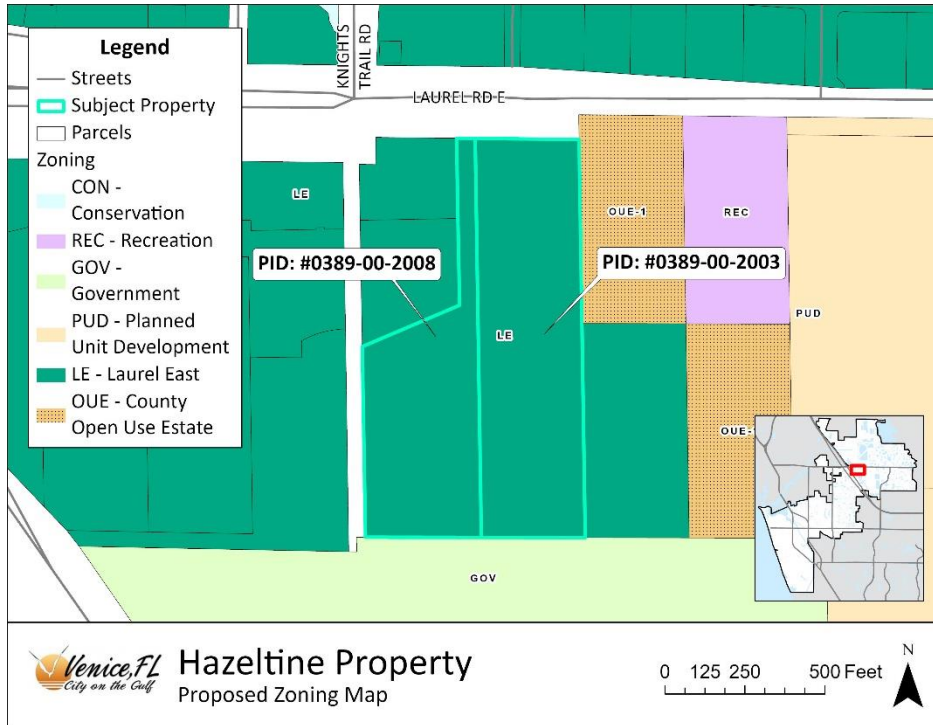 Legend
Streets
Subject Property
Parcels
Zoning
CON -
Conservation
REC - Recreation
GOV -
Government
PUD - Planned
Unit Development
LE - Laurel East
OUE - County
Open Use Estate
KNIGHTS
TRAIL RD
LAUREL RD E
LE
OUE-1
REC
PID: #0389-00-2008
PID: #0389-00-2003
PUD
LE
OUE-
GOV
Venice, FL
City on the Gulf
Hazeltine Property
Proposed Zoning Map
0 125 250 500 Feet
N